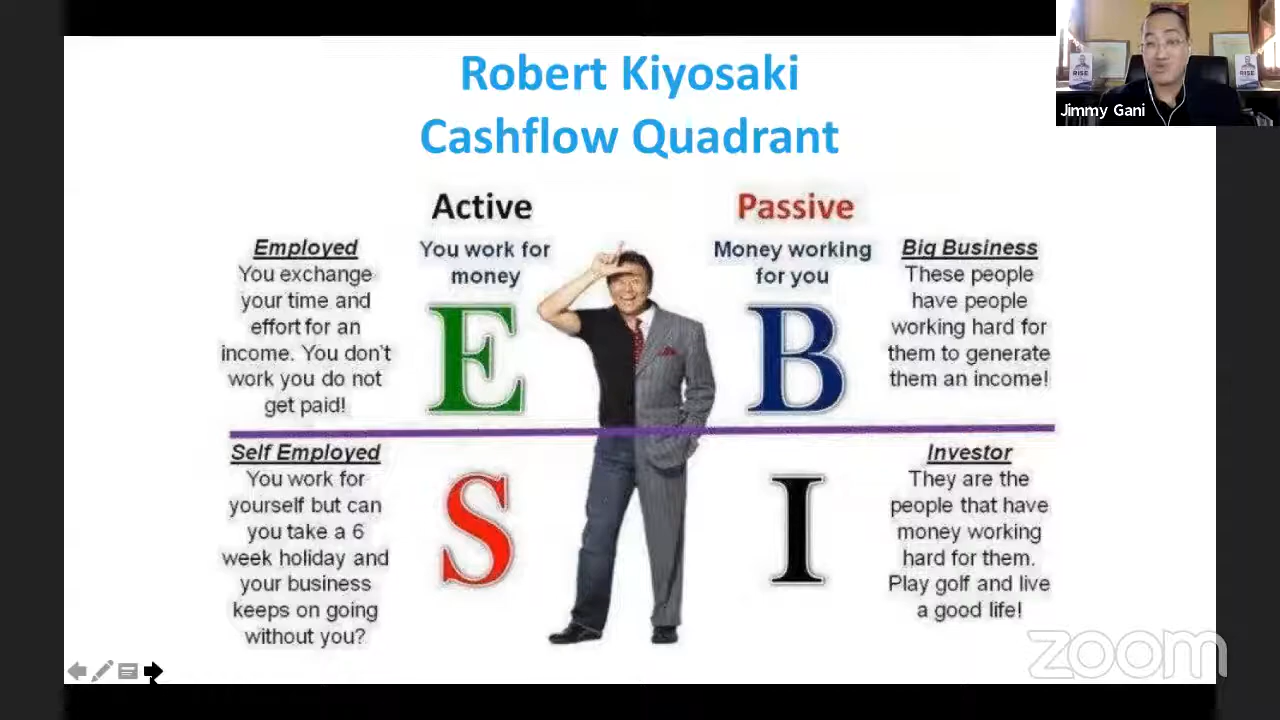 Robert Kiyosaki
Cashflow Quadrant
Jimmy Gani
RISE
Active
Passive
Employed
You exchange
your time and
effort for an
income. You don't
work you do not
get paid!
You work for
money
E
Money working
for you
B
Big Business
These people
have people
working hard for
them to generate
them an income!
Self Employed
You work for
yourself but can
you take a 6
week holiday and
your business
keeps on going
without you?
S
I
Investor
They are the
people that have
money working
hard for them.
Play golf and live
a good life!
zoom